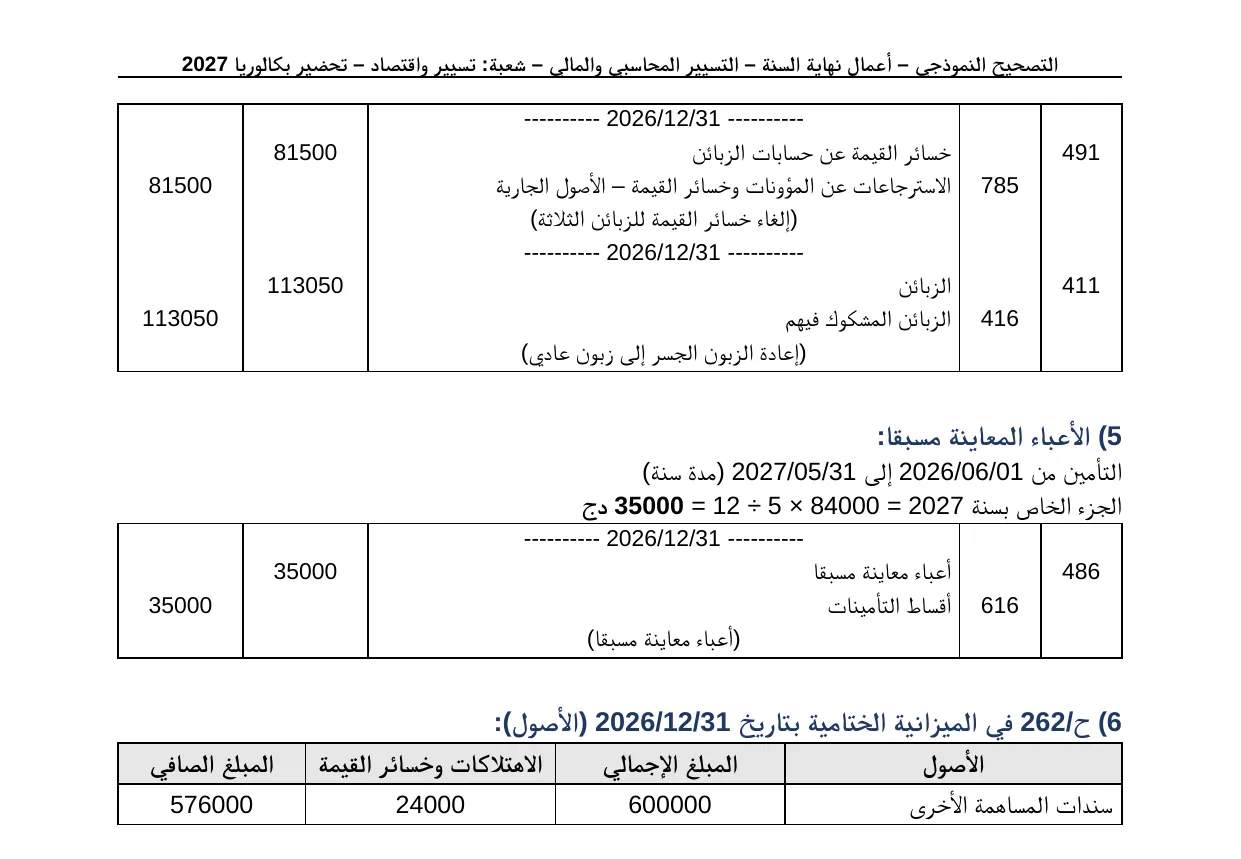 التصحيح النموذجي – أعمال نهاية السنة – التسيير المحاسبي والمالي – شعبة: تسيير واقتصاد – تحضير بكالوريا 2027
---------- 2026/12/31 ----------
491 خسائر القيمة عن حسابات الزبائن 81500
785 الاسترجاعات عن المؤونات وخسائر القيمة – الأصول الجارية 81500
(إلغاء خسائر القيمة للزبائن الثلاثة)
---------- 2026/12/31 ----------
411 الزبائن 113050
416 الزبائن المشكوك فيهم 113050
(إعادة الزبون الجسر إلى زبون عادي)
5) الأعباء المعاينة مسبقا:
التأمين من 2026/06/01 إلى 2027/05/31 (مدة سنة)
الجزء الخاص بسنة 2027 = 84000 × 5 ÷ 12 = 35000 دج
---------- 2026/12/31 ----------
486 أعباء معاينة مسبقا 35000
616 أقساط التأمينات 35000
(أعباء معاينة مسبقا)
6) ح/262 في الميزانية الختامية بتاريخ 2026/12/31 (الأصول):
الأصول المبلغ الإجمالي الاهتلاكات وخسائر القيمة المبلغ الصافي
سندات المساهمة الأخرى 600000 24000 576000